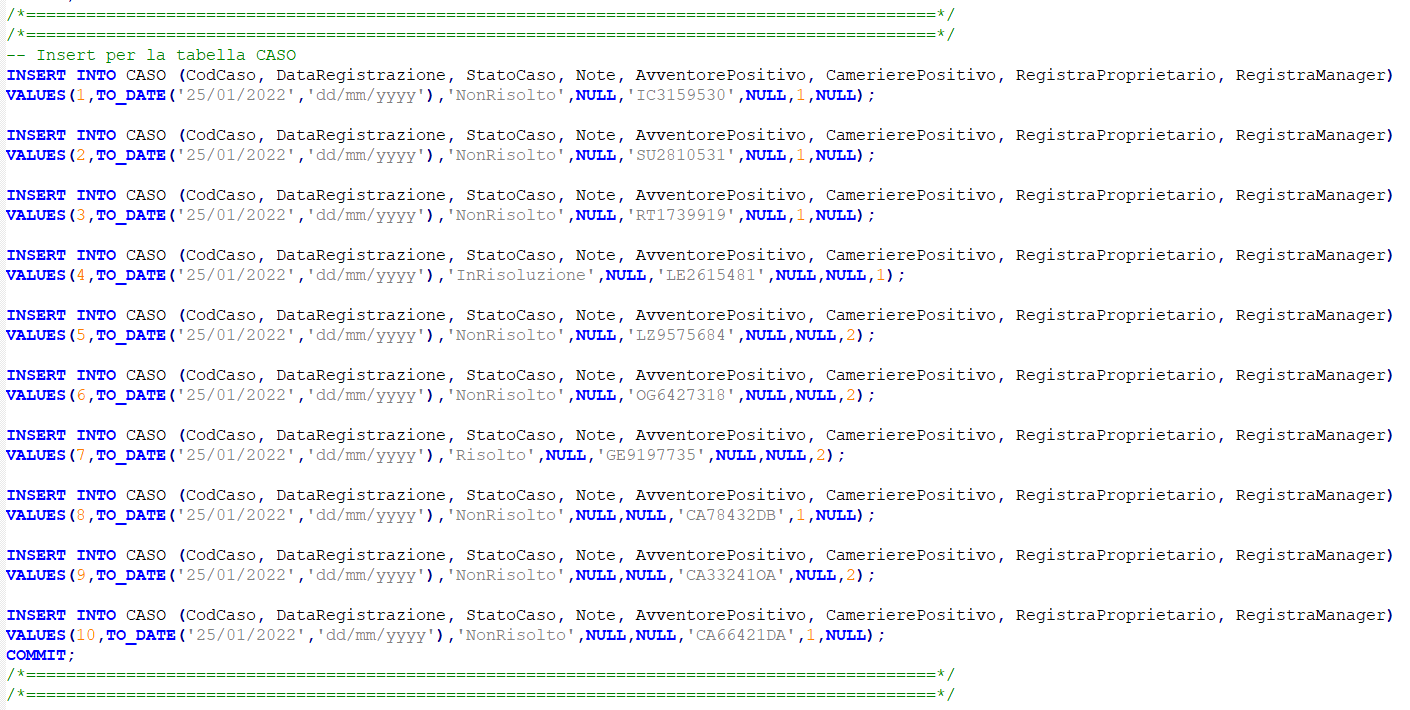 /*===========================================================================================*/
/*===========================================================================================*/
-- Insert per la tabella CASO
INSERT INTO CASO (CodCaso, DataRegistrazione, StatoCaso, Note, AvventorePositivo, CamerierePositivo, RegistraProprietario, RegistraManager)
VALUES(1,TO_DATE('25/01/2022','dd/mm/yyyy'),'NonRisolto',NULL,'IC3159530',NULL,1,NULL);
INSERT INTO CASO (CodCaso, DataRegistrazione, StatoCaso, Note, AvventorePositivo, CamerierePositivo, RegistraProprietario, RegistraManager)
VALUES(2,TO_DATE('25/01/2022','dd/mm/yyyy'),'NonRisolto',NULL,'SU2810531',NULL,1,NULL);
INSERT INTO CASO (CodCaso, DataRegistrazione, StatoCaso, Note, AvventorePositivo, CamerierePositivo, RegistraProprietario, RegistraManager)
VALUES(3,TO_DATE('25/01/2022','dd/mm/yyyy'),'NonRisolto',NULL,'RT1739919',NULL,1,NULL);
INSERT INTO CASO (CodCaso, DataRegistrazione, StatoCaso, Note, AvventorePositivo, CamerierePositivo, RegistraProprietario, RegistraManager)
VALUES(4,TO_DATE('25/01/2022','dd/mm/yyyy'),'InRisoluzione',NULL,'LE2615481',NULL,NULL,1);
INSERT INTO CASO (CodCaso, DataRegistrazione, StatoCaso, Note, AvventorePositivo, CamerierePositivo, RegistraProprietario, RegistraManager)
VALUES(5,TO_DATE('25/01/2022','dd/mm/yyyy'),'NonRisolto',NULL,'LZ9575684',NULL,NULL,2);
INSERT INTO CASO (CodCaso, DataRegistrazione, StatoCaso, Note, AvventorePositivo, CamerierePositivo, RegistraProprietario, RegistraManager)
VALUES(6,TO_DATE('25/01/2022','dd/mm/yyyy'),'NonRisolto',NULL,'OG6427318',NULL,NULL,2);
INSERT INTO CASO (CodCaso, DataRegistrazione, StatoCaso, Note, AvventorePositivo, CamerierePositivo, RegistraProprietario, RegistraManager)
VALUES(7,TO_DATE('25/01/2022','dd/mm/yyyy'),'Risolto',NULL,'GE9197735',NULL,NULL,2);
INSERT INTO CASO (CodCaso, DataRegistrazione, StatoCaso, Note, AvventorePositivo, CamerierePositivo, RegistraProprietario, RegistraManager)
VALUES(8,TO_DATE('25/01/2022','dd/mm/yyyy'),'NonRisolto',NULL,NULL,'CA78432DB',1,NULL);
INSERT INTO CASO (CodCaso, DataRegistrazione, StatoCaso, Note, AvventorePositivo, CamerierePositivo, RegistraProprietario, RegistraManager)
VALUES(9,TO_DATE('25/01/2022','dd/mm/yyyy'),'NonRisolto',NULL,NULL,'CA33241OA',NULL,2);
INSERT INTO CASO (CodCaso, DataRegistrazione, StatoCaso, Note, AvventorePositivo, CamerierePositivo, RegistraProprietario, RegistraManager)
VALUES(10,TO_DATE('25/01/2022','dd/mm/yyyy'),'NonRisolto',NULL,NULL,'CA66421DA',1,NULL);
COMMIT;
/*===========================================================================================*/
/*===========================================================================================*/